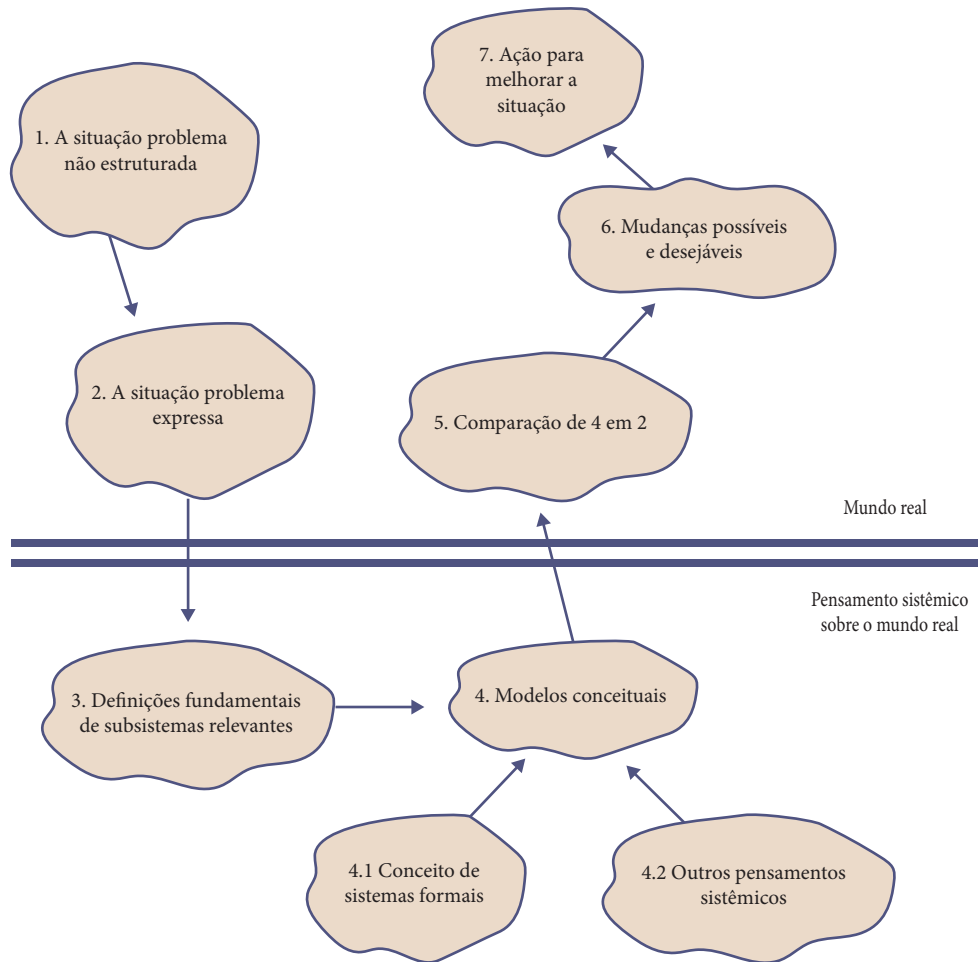 1. A situação problema
não estruturada
2. A situação problema
expressa
3. Definições fundamentais
de subsistemas relevantes
4. Modelos conceituais
4.1 Conceito de
sistemas formais
4.2 Outros pensamentos
sistêmicos
5. Comparação de 4 em 2
6. Mudanças possíveis
e desejáveis
7. Ação para
melhorar a
situação
Mundo real
Pensamento sistêmico
sobre o mundo real